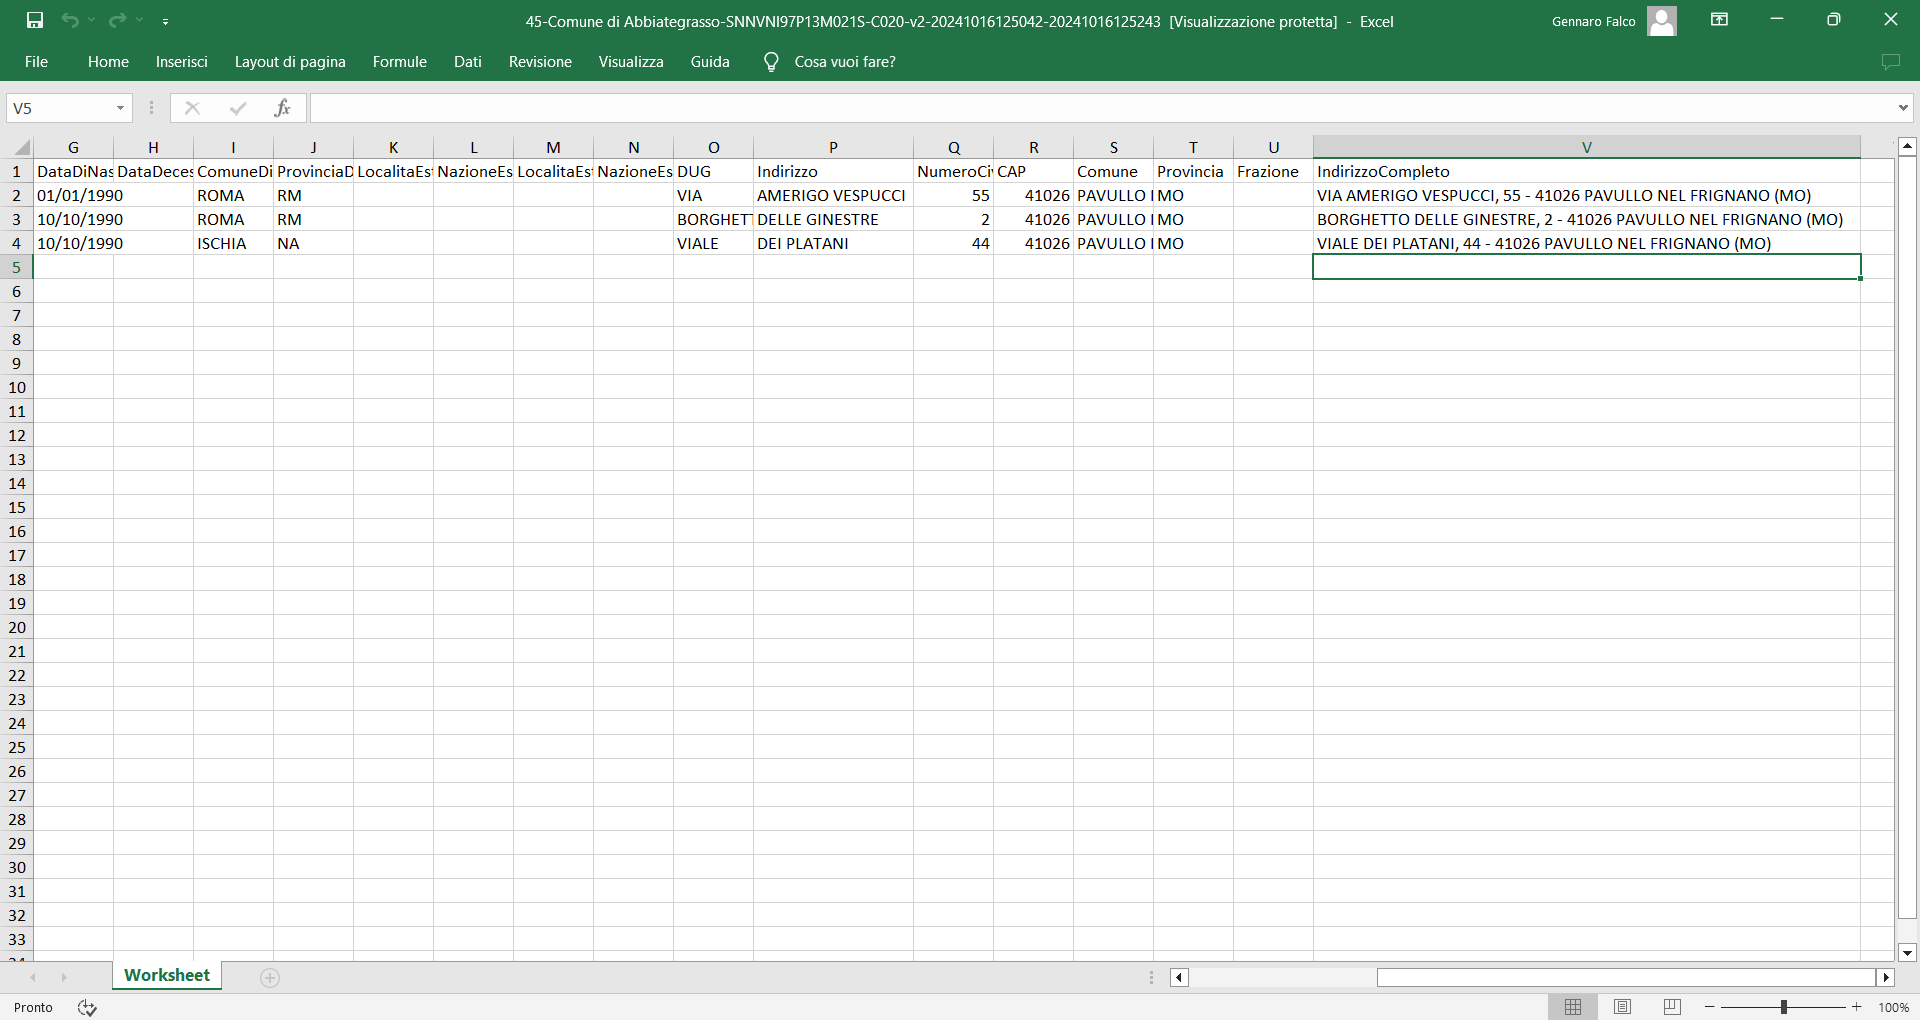 45-Comune di Abbiategrasso-SNNVNI97P13M021S-C020-v2-20241016125042-20241016125243 [Visualizzazione protetta] - Excel
Gennaro Falco
File Home Inserisci Layout di pagina Formule Dati Revisione Visualizza Guida Cosa vuoi fare?
V5 fx
G H I J K L M N O P Q R S T U V
1 DataDiNas DataDeces ComuneDi ProvinciaD LocalitaEst NazioneEs LocalitaEst NazioneEs DUG Indirizzo NumeroCiv CAP Comune Provincia Frazione IndirizzoCompleto
2 01/01/1990 ROMA RM VIA AMERIGO VESPUCCI 55 41026 PAVULLO MO VIA AMERIGO VESPUCCI, 55 - 41026 PAVULLO NEL FRIGNANO (MO)
3 10/10/1990 ROMA RM BORGHETT DELLE GINESTRE 2 41026 PAVULLO MO BORGHETTO DELLE GINESTRE, 2 - 41026 PAVULLO NEL FRIGNANO (MO)
4 10/10/1990 ISCHIA NA VIALE DEI PLATANI 44 41026 PAVULLO MO VIALE DEI PLATANI, 44 - 41026 PAVULLO NEL FRIGNANO (MO)
5
6
7
8
9
10
11
12
13
14
15
16
17
18
19
20
21
22
23
24
25
26
27
28
29
30
31
32
33
Worksheet
Pronto
100%